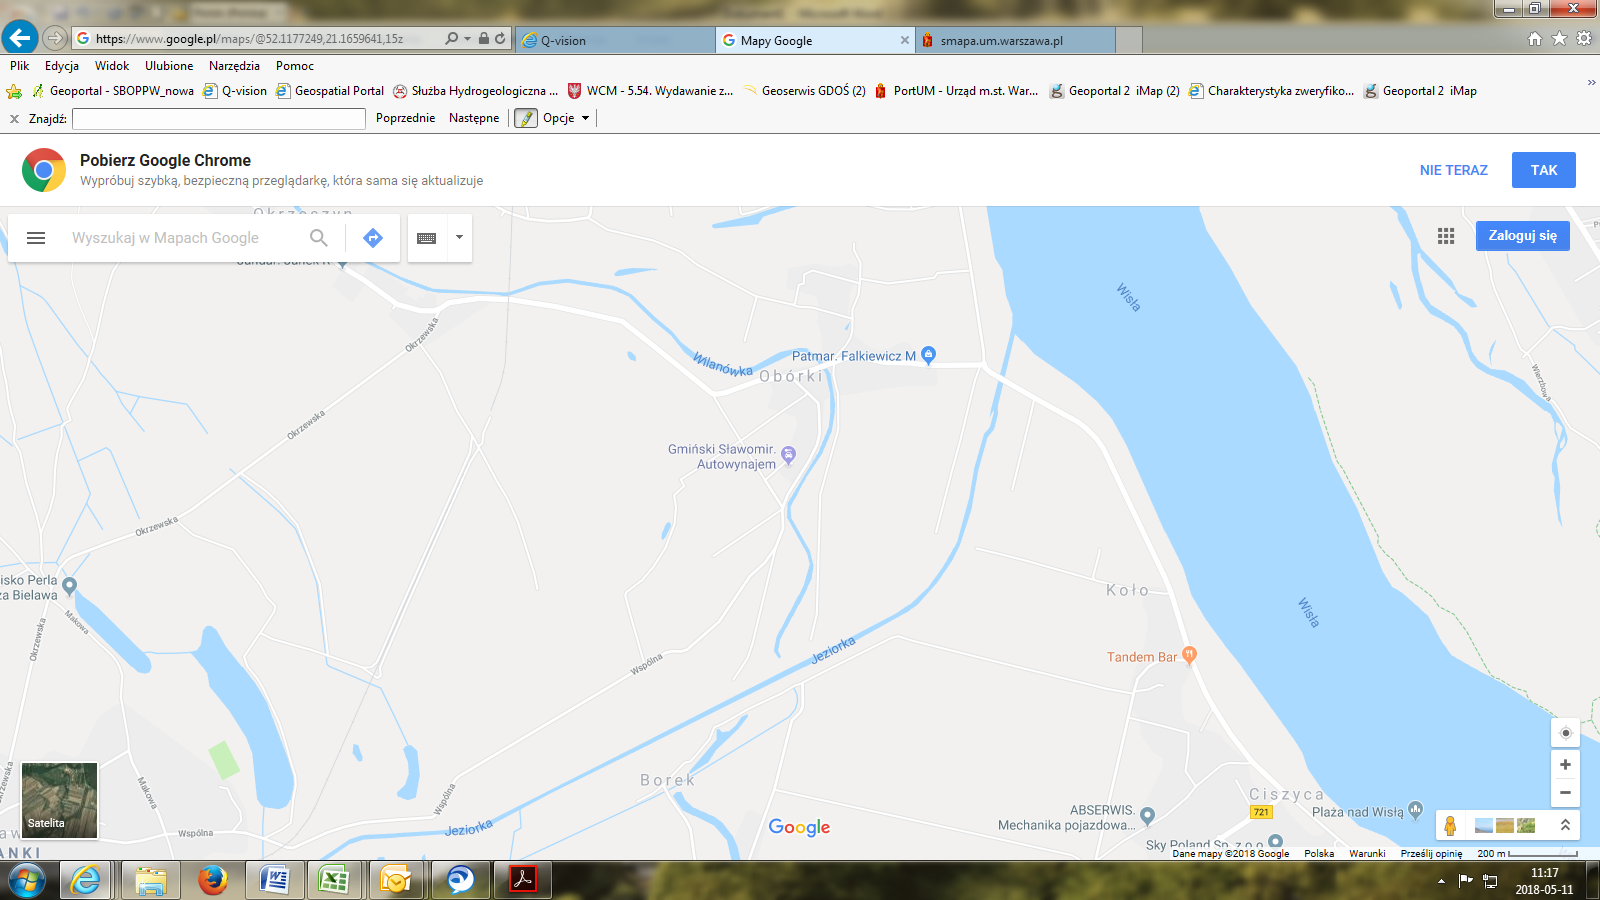 https://www.google.pl/maps/@52.1177249,21.1659641,15z
Q-vision
Mapy Google
smapa.um.warszawa.pl
Plik Edycja Widok Ulubione Narzędzia Pomoc
Geoportal - SBOPPW_nowa
Q-vision
Geospatial Portal
Służba Hydrogeologiczna ...
WCM - 5.54. Wydawanie z...
Geoserwis GDOŚ (2)
PortUM - Urząd m.st. War...
Geoportal 2 iMap (2)
Charakterystyka zweryfiko...
Geoportal 2 iMap
x Znajdź:
Poprzednie Następne
Opcje
Pobierz Google Chrome
Wypróbuj szybką, bezpieczną przeglądarkę, która sama się aktualizuje
NIE TERAZ
TAK
Wyszukaj w Mapach Google
Zaloguj się
Wisła
Okrzewska
Wilanówka
Patmar. Falkiewicz M
Obórki
Wierzbowa
Okrzewska
Gmiński Sławomir.
Autowynajem
Okrzewska
isko Perla
za Bielawa
Makowa
Okrzewska
Koło
Wisła
Wspólna
Jeziorka
Tandem Bar
Okrzewska
Makowa
Wspólna
Borek
Ciszyca
721
Plaża nad Wisłą
ABSERWIS.
Mechanika pojazdowa...
Satelita
Wspólna
Jeziorka
Google
Sky Poland Sp. z o.o
ANKI
Dane mapy ©2018 Google Polska Warunki Prześlij opinię 200 m
11:17
2018-05-11